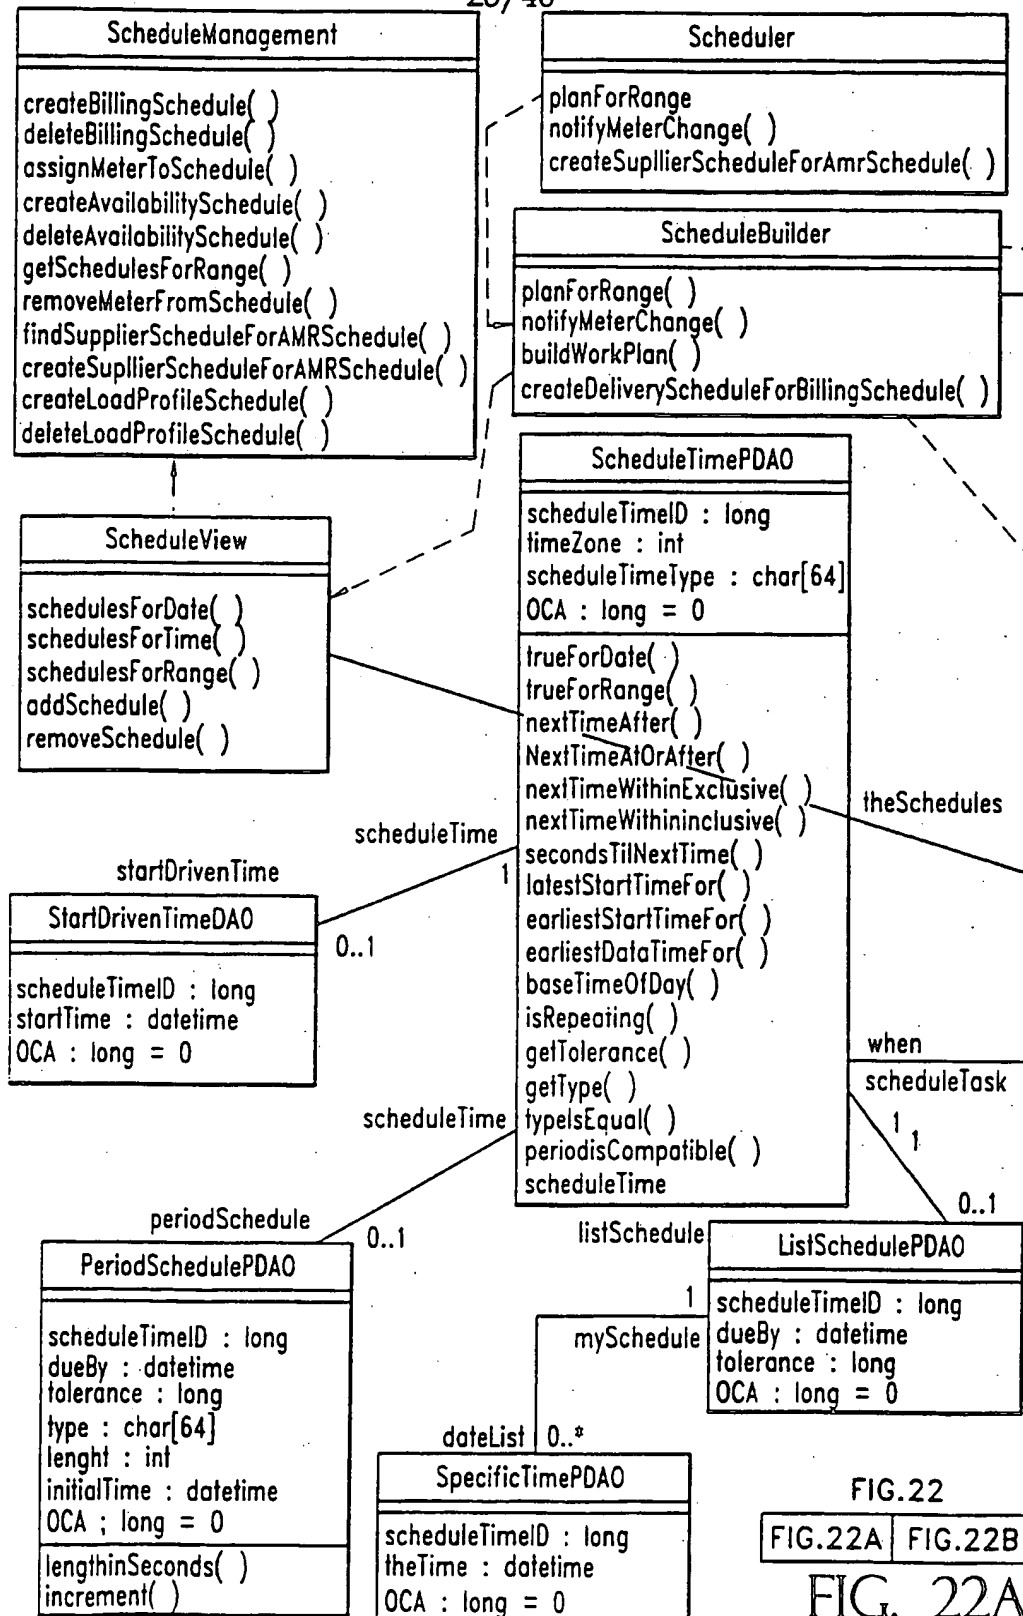 ScheduleManagement
createBillingSchedule( )
deleteBillingSchedule( )
assignMeterToSchedule( )
createAvailabilitySchedule( )
deleteAvailabilitySchedule( )
getSchedulesForRange( )
removeMeterFromSchedule( )
findSupplierScheduleForAMRSchedule( )
createSupllierScheduleForAMRSchedule( )
createLoadProfileSchedule( )
deleteLoadProfileSchedule( )
Scheduler
planForRange
notifyMeterChange( )
createSupllierScheduleForAmrSchedule( )
ScheduleBuilder
planForRange( )
notifyMeterChange( )
buildWorkPlan( )
createDeliveryScheduleForBillingSchedule( )
ScheduleView
schedulesForDate( )
schedulesForTime( )
schedulesForRange( )
addSchedule( )
removeSchedule( )
ScheduleTimePDAO
scheduleTimeID : long
timeZone : int
scheduleTimeType : char[64]
OCA : long = 0
trueForDate( )
trueForRange( )
nextTimeAfter( )
NextTimeAtOrAfter( )
nextTimeWithinExclusive( )
nextTimeWithininclusive( )
secondsTilNextTime( )
latestStartTimeFor( )
earliestStartTimeFor( )
earliestDataTimeFor( )
baseTimeOfDay( )
isRepeating( )
getTolerance( )
getType( )
typeIsEqual( )
periodisCompatible( )
scheduleTime
theSchedules
scheduleTime
1
startDrivenTime
0..1
StartDrivenTimeDAO
scheduleTimeID : long
startTime : datetime
OCA : long = 0
when
scheduleTask
1
1
0..1
scheduleTime
periodSchedule
0..1
PeriodSchedulePDAO
scheduleTimeID : long
dueBy : datetime
tolerance : long
type : char[64]
lenght : int
initialTime : datetime
OCA ; long = 0
lengthinSeconds( )
increment( )
listSchedule
ListSchedulePDAO
scheduleTimeID : long
dueBy : datetime
tolerance : long
OCA : long = 0
1
mySchedule
dateList
0..*
SpecificTimePDAO
scheduleTimeID : long
theTime : datetime
OCA : long = 0
FIG.22
FIG.22A FIG.22B
FIG. 22A